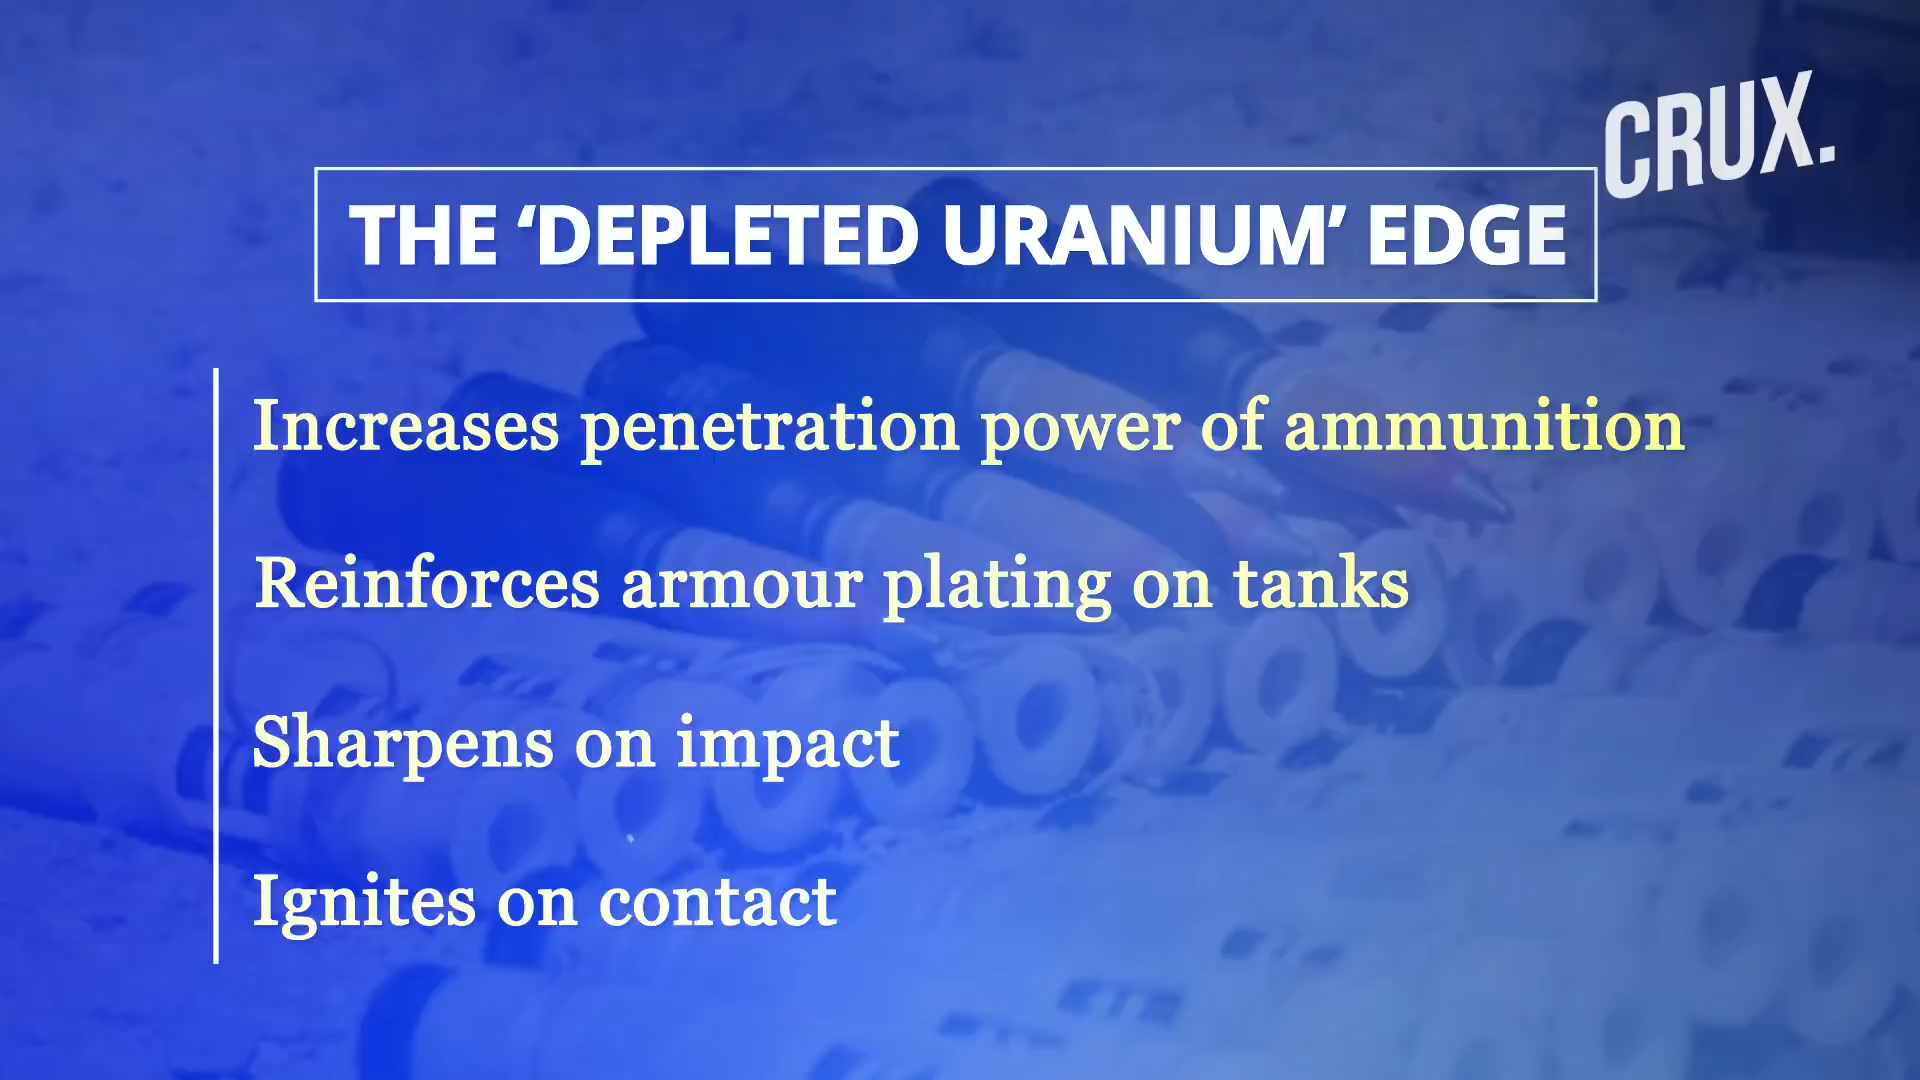 CRUX.
THE ‘DEPLETED URANIUM’ EDGE
Increases penetration power of ammunition
Reinforces armour plating on tanks
Sharpens on impact
Ignites on contact